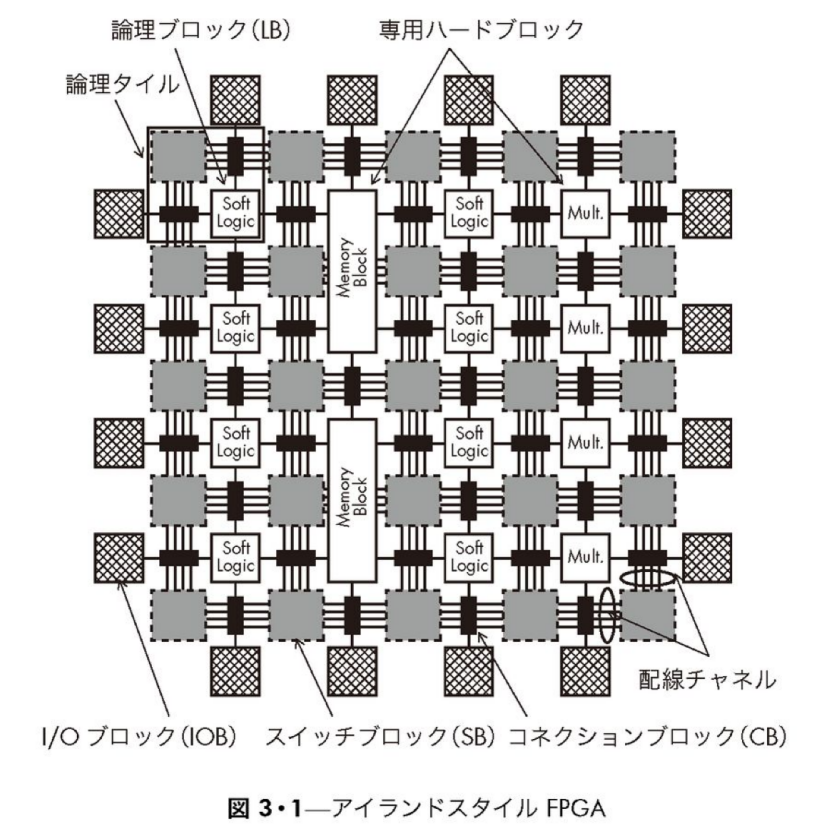 論理ブロック(LB)
専用ハードブロック
論理タイル
Soft
Logic
Memory
Block
Soft
Logic
Mult.
Soft
Logic
Soft
Logic
Mult.
Soft
Logic
Memory
Block
Soft
Logic
Mult.
Soft
Logic
Soft
Logic
Mult.
配線チャネル
I/O ブロック(IOB)
スイッチブロック(SB)
コネクションブロック(CB)
図 3・1—アイランドスタイル FPGA